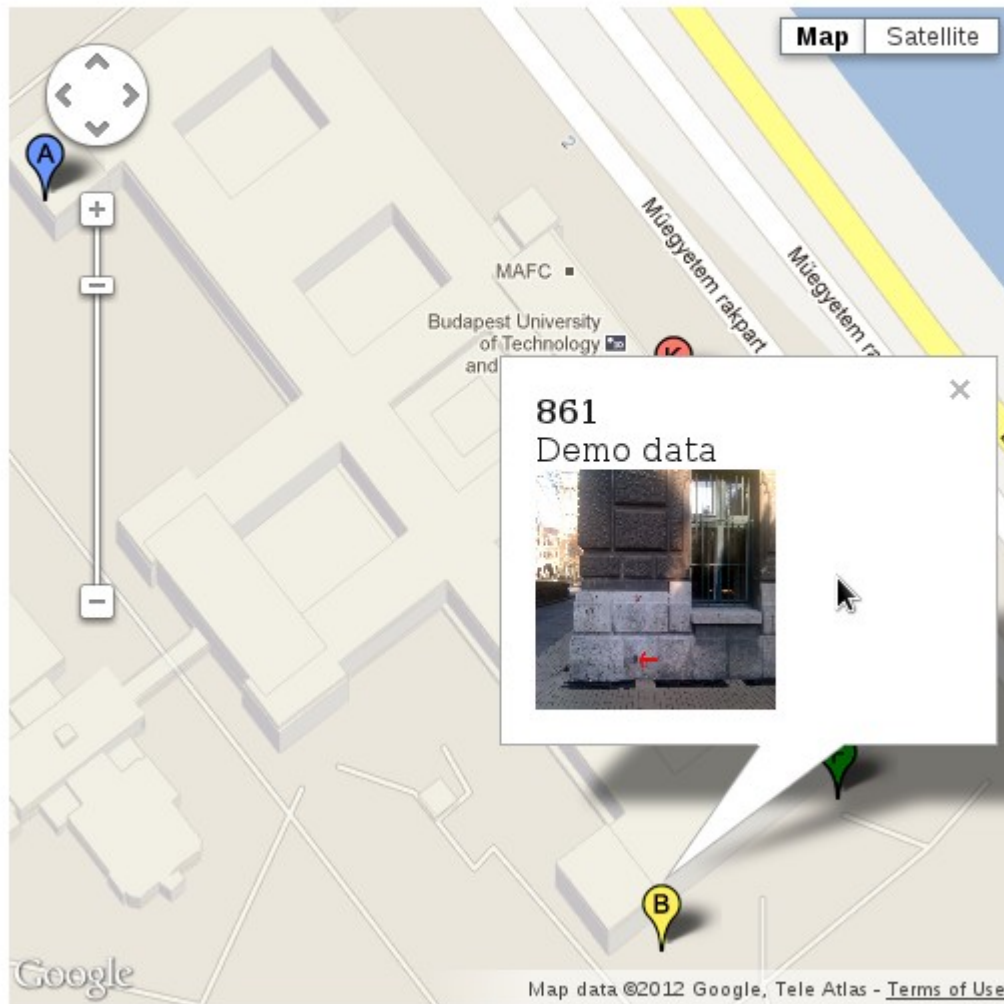 Map
Satellite
A
2
Műegyetem rakpart
Műegyetem ra
MAFC
Budapest University
of Technology
and
K
861
Demo data
B
Google
Map data ©2012 Google, Tele Atlas - Terms of Use